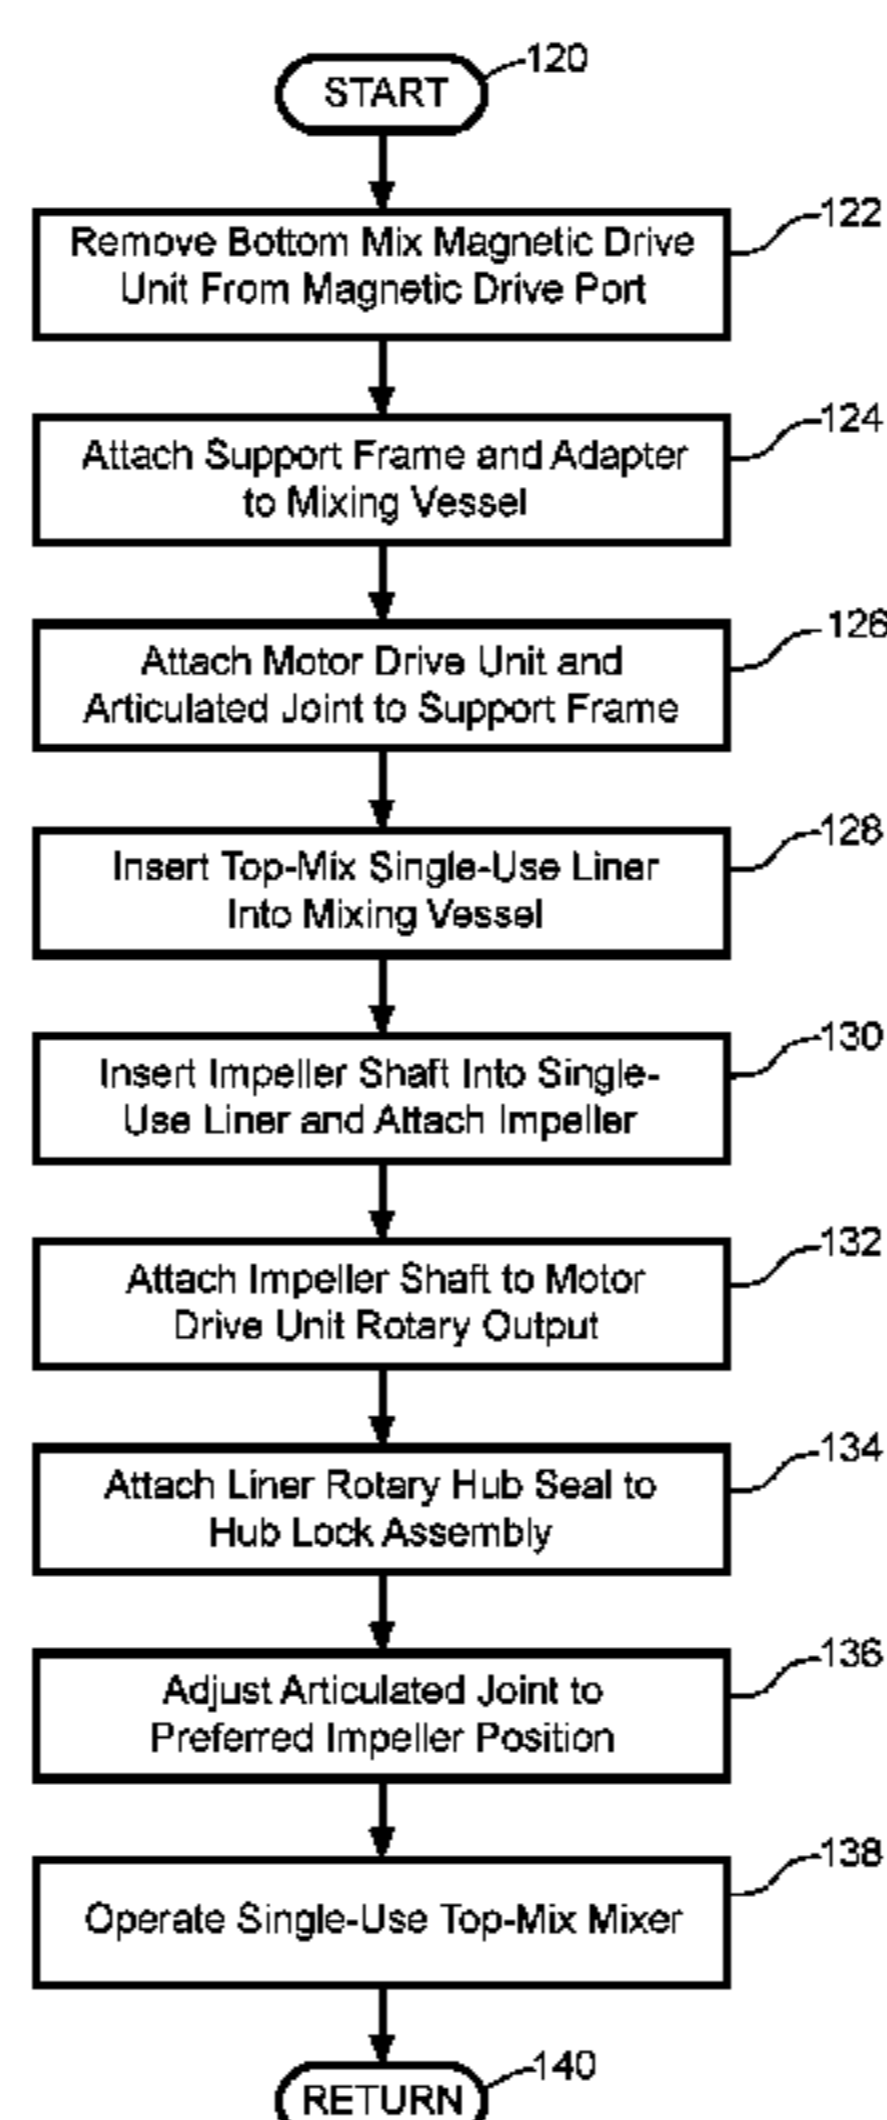 120
START
122
Remove Bottom Mix Magnetic Drive
Unit From Magnetic Drive Port
124
Attach Support Frame and Adapter
to Mixing Vessel
126
Attach Motor Drive Unit and
Articulated Joint to Support Frame
128
Insert Top-Mix Single-Use Liner
Into Mixing Vessel
130
Insert Impeller Shaft Into Single-
Use Liner and Attach Impeller
132
Attach Impeller Shaft to Motor
Drive Unit Rotary Output
134
Attach Liner Rotary Hub Seal to
Hub Lock Assembly
136
Adjust Articulated Joint to
Preferred Impeller Position
138
Operate Single-Use Top-Mix Mixer
140
RETURN